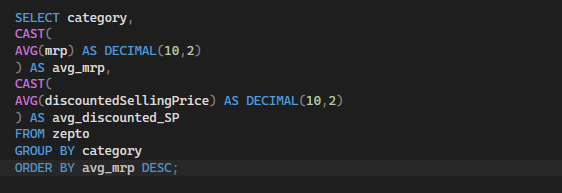 SELECT category,
CAST(
AVG(mrp) AS DECIMAL(10,2)
) AS avg_mrp,
CAST(
AVG(discountedSellingPrice) AS DECIMAL(10,2)
) AS avg_discounted_SP
FROM zepto
GROUP BY category
ORDER BY avg_mrp DESC;